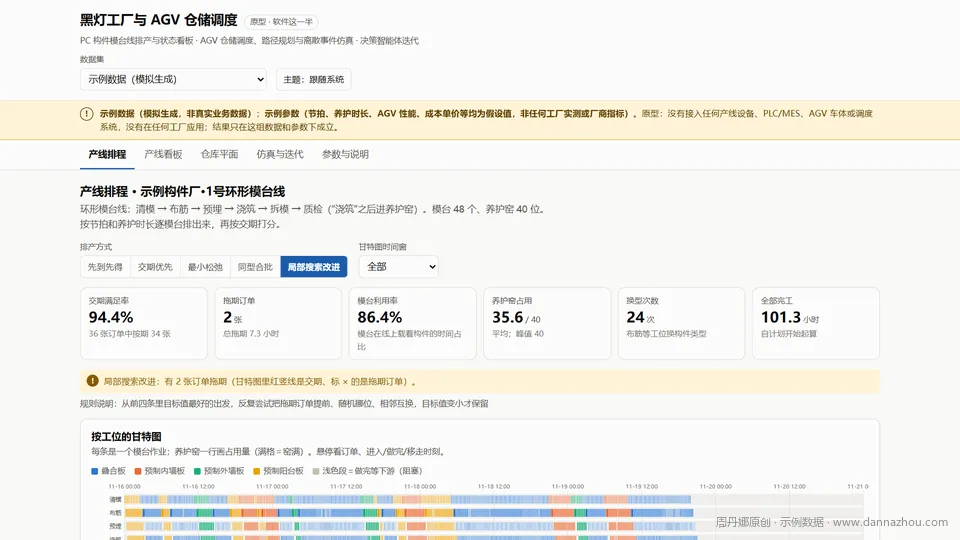 黑灯工厂与 AGV 仓储调度 原型 · 软件这一半
PC 构件模台线排产与状态看板 · AGV 仓储调度、路径规划与离散事件仿真 · 决策智能体迭代
数据集
示例数据（模拟生成） 主题：跟随系统
示例数据（模拟生成，非真实业务数据）；示例参数（节拍、养护时长、AGV 性能、成本单价等均为假设值，非任何工厂实测或厂商指标）。原型：没有接入任何产线设备、PLC/MES、AGV 车体或调度
系统，没有在任何工厂应用；结果只在这组数据和参数下成立。
产线排程 产线看板 仓库平面 仿真与迭代 参数与说明
产线排程 · 示例构件厂·1号环形模台线
环形模台线：清模 → 布筋 → 预埋 → 浇筑 → 拆模 → 质检（“浇筑”之后进养护窑）。模台 48 个、养护窑 40 位。
按节拍和养护时长逐模台排出来，再按交期打分。
排产方式 甘特图时间窗
先到先得 交期优先 最小松弛 同型合批 局部搜索改进 全部
交期满足率 拖期订单 模台利用率 养护窑占用 换型次数 全部完工
94.4% 2 张 86.4% 35.6 / 40 24 次 101.3 小时
36 张订单中按期 34 张 总拖期 7.3 小时 模台在线上载着构件的时间占 平均；峰值 40 布筋等工位换构件类型 自计划开始起算
比
局部搜索改进：有 2 张订单拖期（甘特图里红竖线是交期、标 × 的是拖期订单）。
规则说明：从前四条里目标值最好的出发，反复尝试把拖期订单提前、随机挪位、相邻互换，目标值变小才保留
按工位的甘特图
每条是一个模台作业；养护窑一行画占用量（满格＝窑满）。悬停看订单、进入/做完/移走时刻。
叠合板 预制内墙板 预制外墙板 预制阳台板 浅色段＝做完等下游（阻塞）
11-16 00:00 11-16 12:00 11-17 00:00 11-17 12:00 11-18 00:00 11-18 12:00 11-19 00:00 11-19 12:00 11-20 00:00 11-20 12:00 11-21 0
清模
布筋
预埋
周丹娜原创 · 示例数据 · www.dannazhou.com